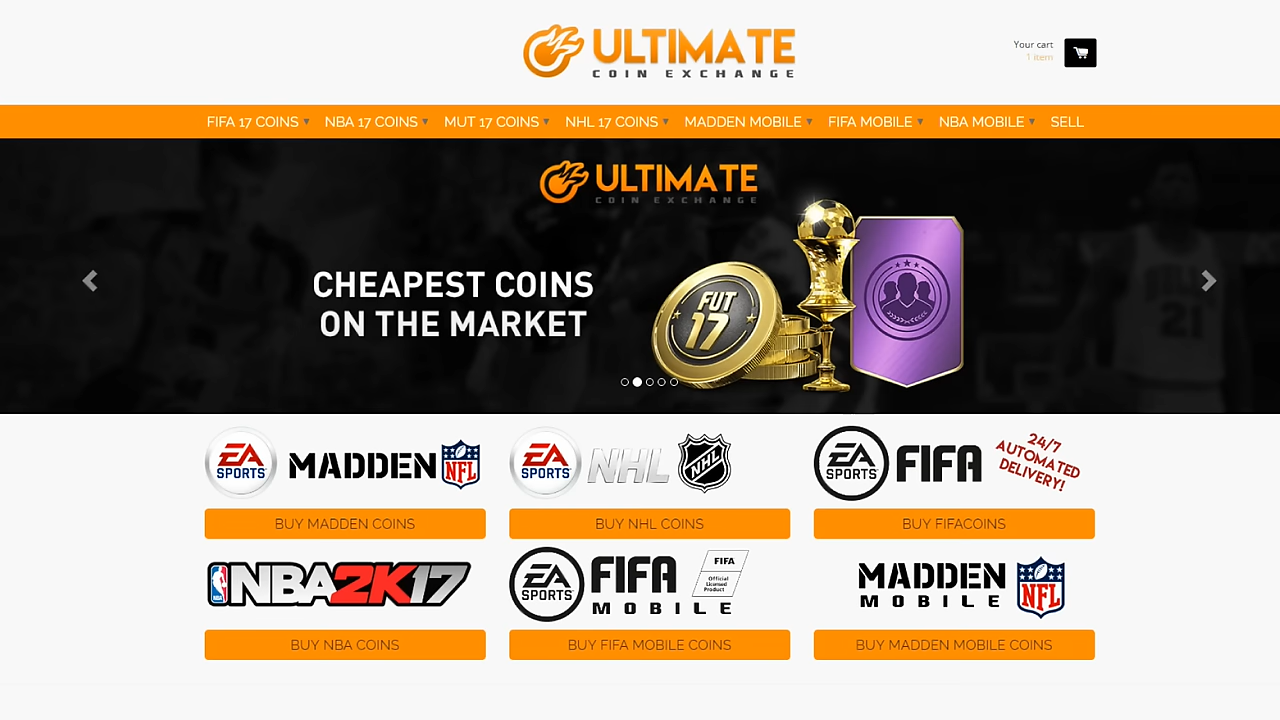 ULTIMATE
COIN EXCHANGE
Your cart
1 item
FIFA 17 COINS NBA 17 COINS MUT 17 COINS NHL 17 COINS MADDEN MOBILE FIFA MOBILE NBA MOBILE SELL
ULTIMATE
COIN EXCHANGE
CHEAPEST COINS
ON THE MARKET
FUT
17
21
EA
SPORTS
MADDEN
NFL
EA
SPORTS
NHL
NHL
EA
SPORTS
FIFA
24/7
AUTOMATED
DELIVERY!
BUY MADDEN COINS
BUY NHL COINS
BUY FIFACOINS
NBA
NBA2K17
EA
SPORTS
FIFA
MOBILE
FIFA
Official
Licensed
Product
MADDEN
MOBILE
NFL
BUY NBA COINS
BUY FIFA MOBILE COINS
BUY MADDEN MOBILE COINS